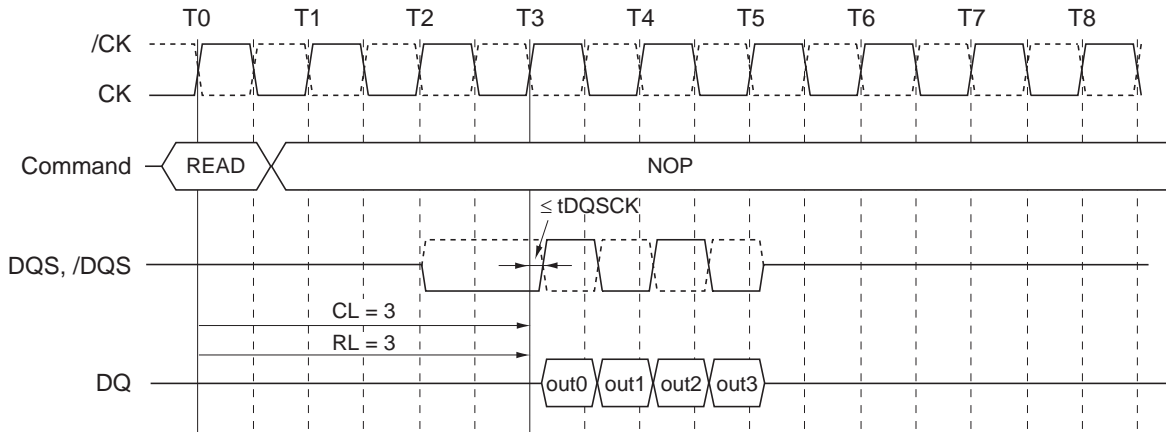 T0 T1 T2 T3 T4 T5 T6 T7 T8
/CK
CK
Command READ NOP
≤ tDQSCK
DQS, /DQS
CL = 3
RL = 3
DQ out0 out1 out2 out3